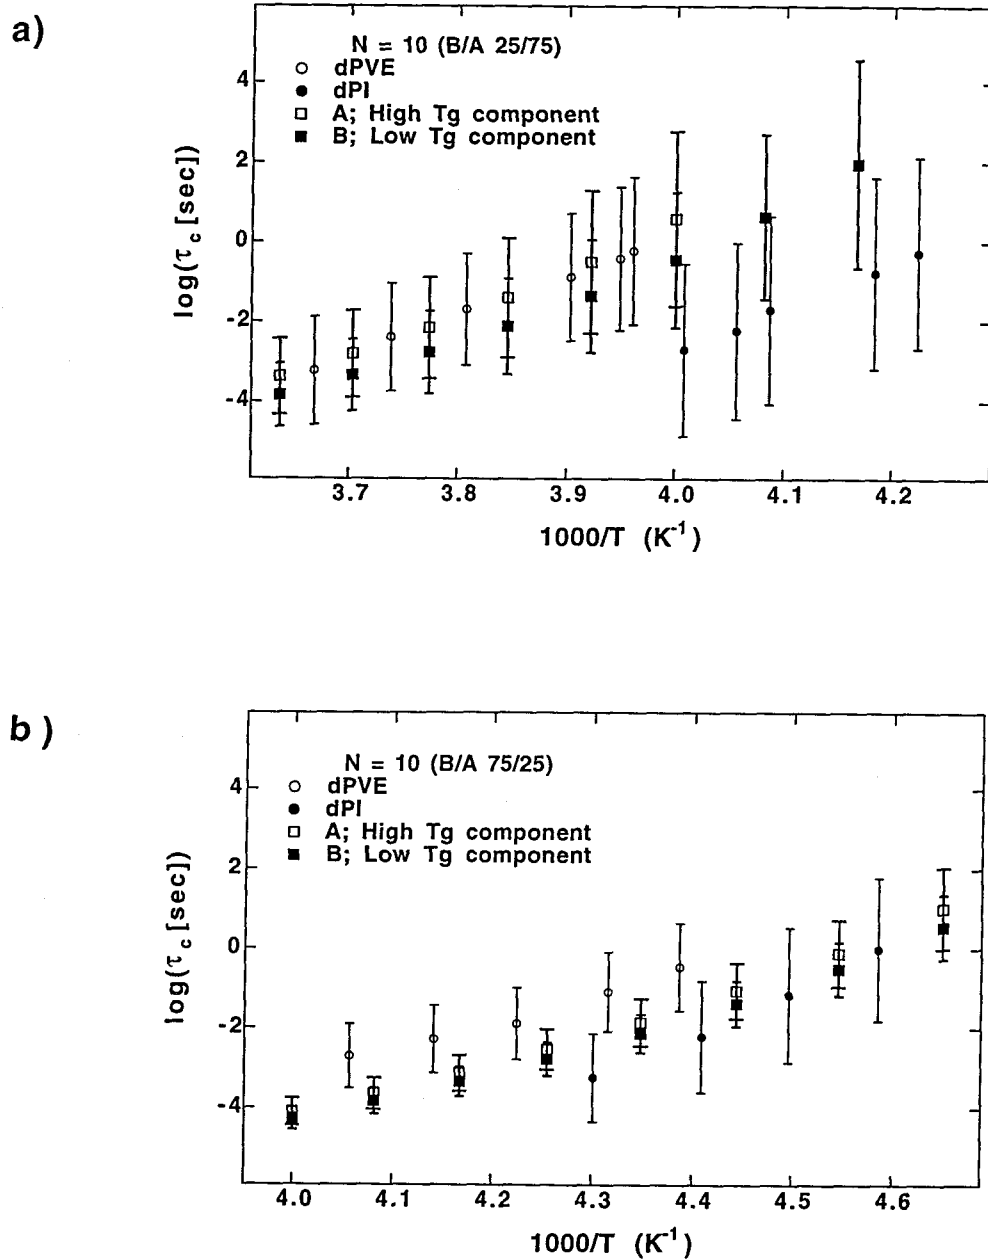 a)
N = 10 (B/A 25/75)
dPVE
dPI
A; High Tg component
B; Low Tg component
4
2
0
-2
-4
log(τc [sec])
3.7 3.8 3.9 4.0 4.1 4.2
1000/T (K⁻¹)
b)
N = 10 (B/A 75/25)
dPVE
dPI
A; High Tg component
B; Low Tg component
4
2
0
-2
-4
log(τc [sec])
4.0 4.1 4.2 4.3 4.4 4.5 4.6
1000/T (K⁻¹)